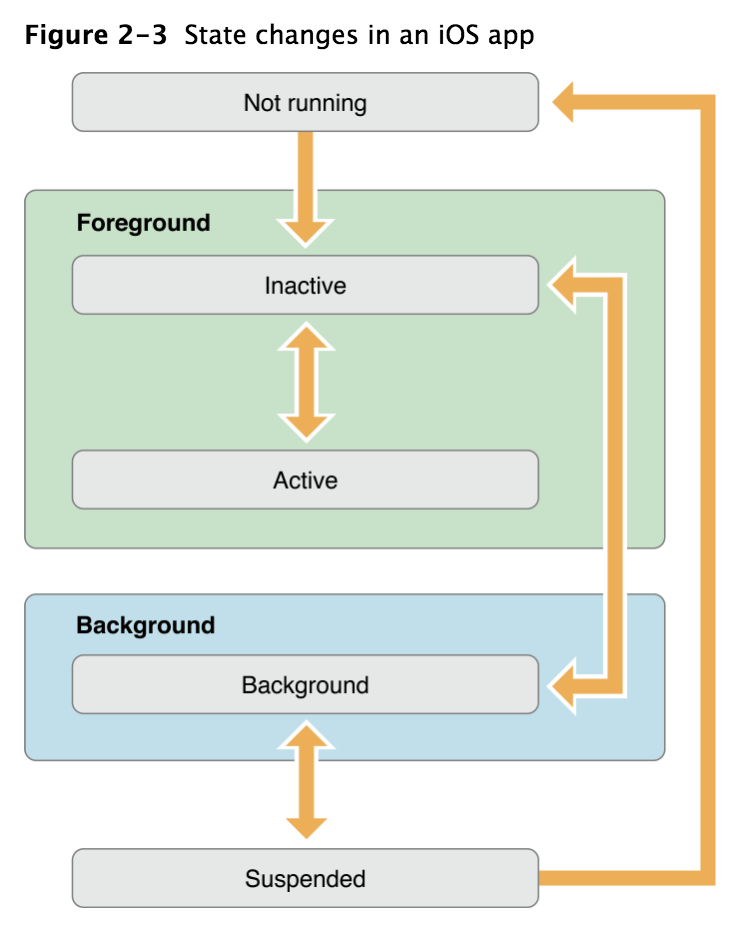 Figure 2-3 State changes in an iOS app
Not running
Foreground
Inactive
Active
Background
Background
Suspended